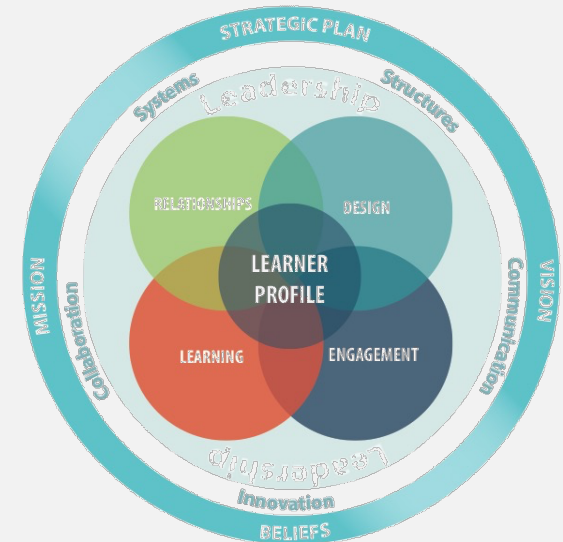 STRATEGIC PLAN
Systems
Structures
Leadership
RELATIONSHIPS
DESIGN
MISSION
LEARNER
PROFILE
VISION
Collaboration
Communication
LEARNING
ENGAGEMENT
Leadership
Innovation
BELIEFS